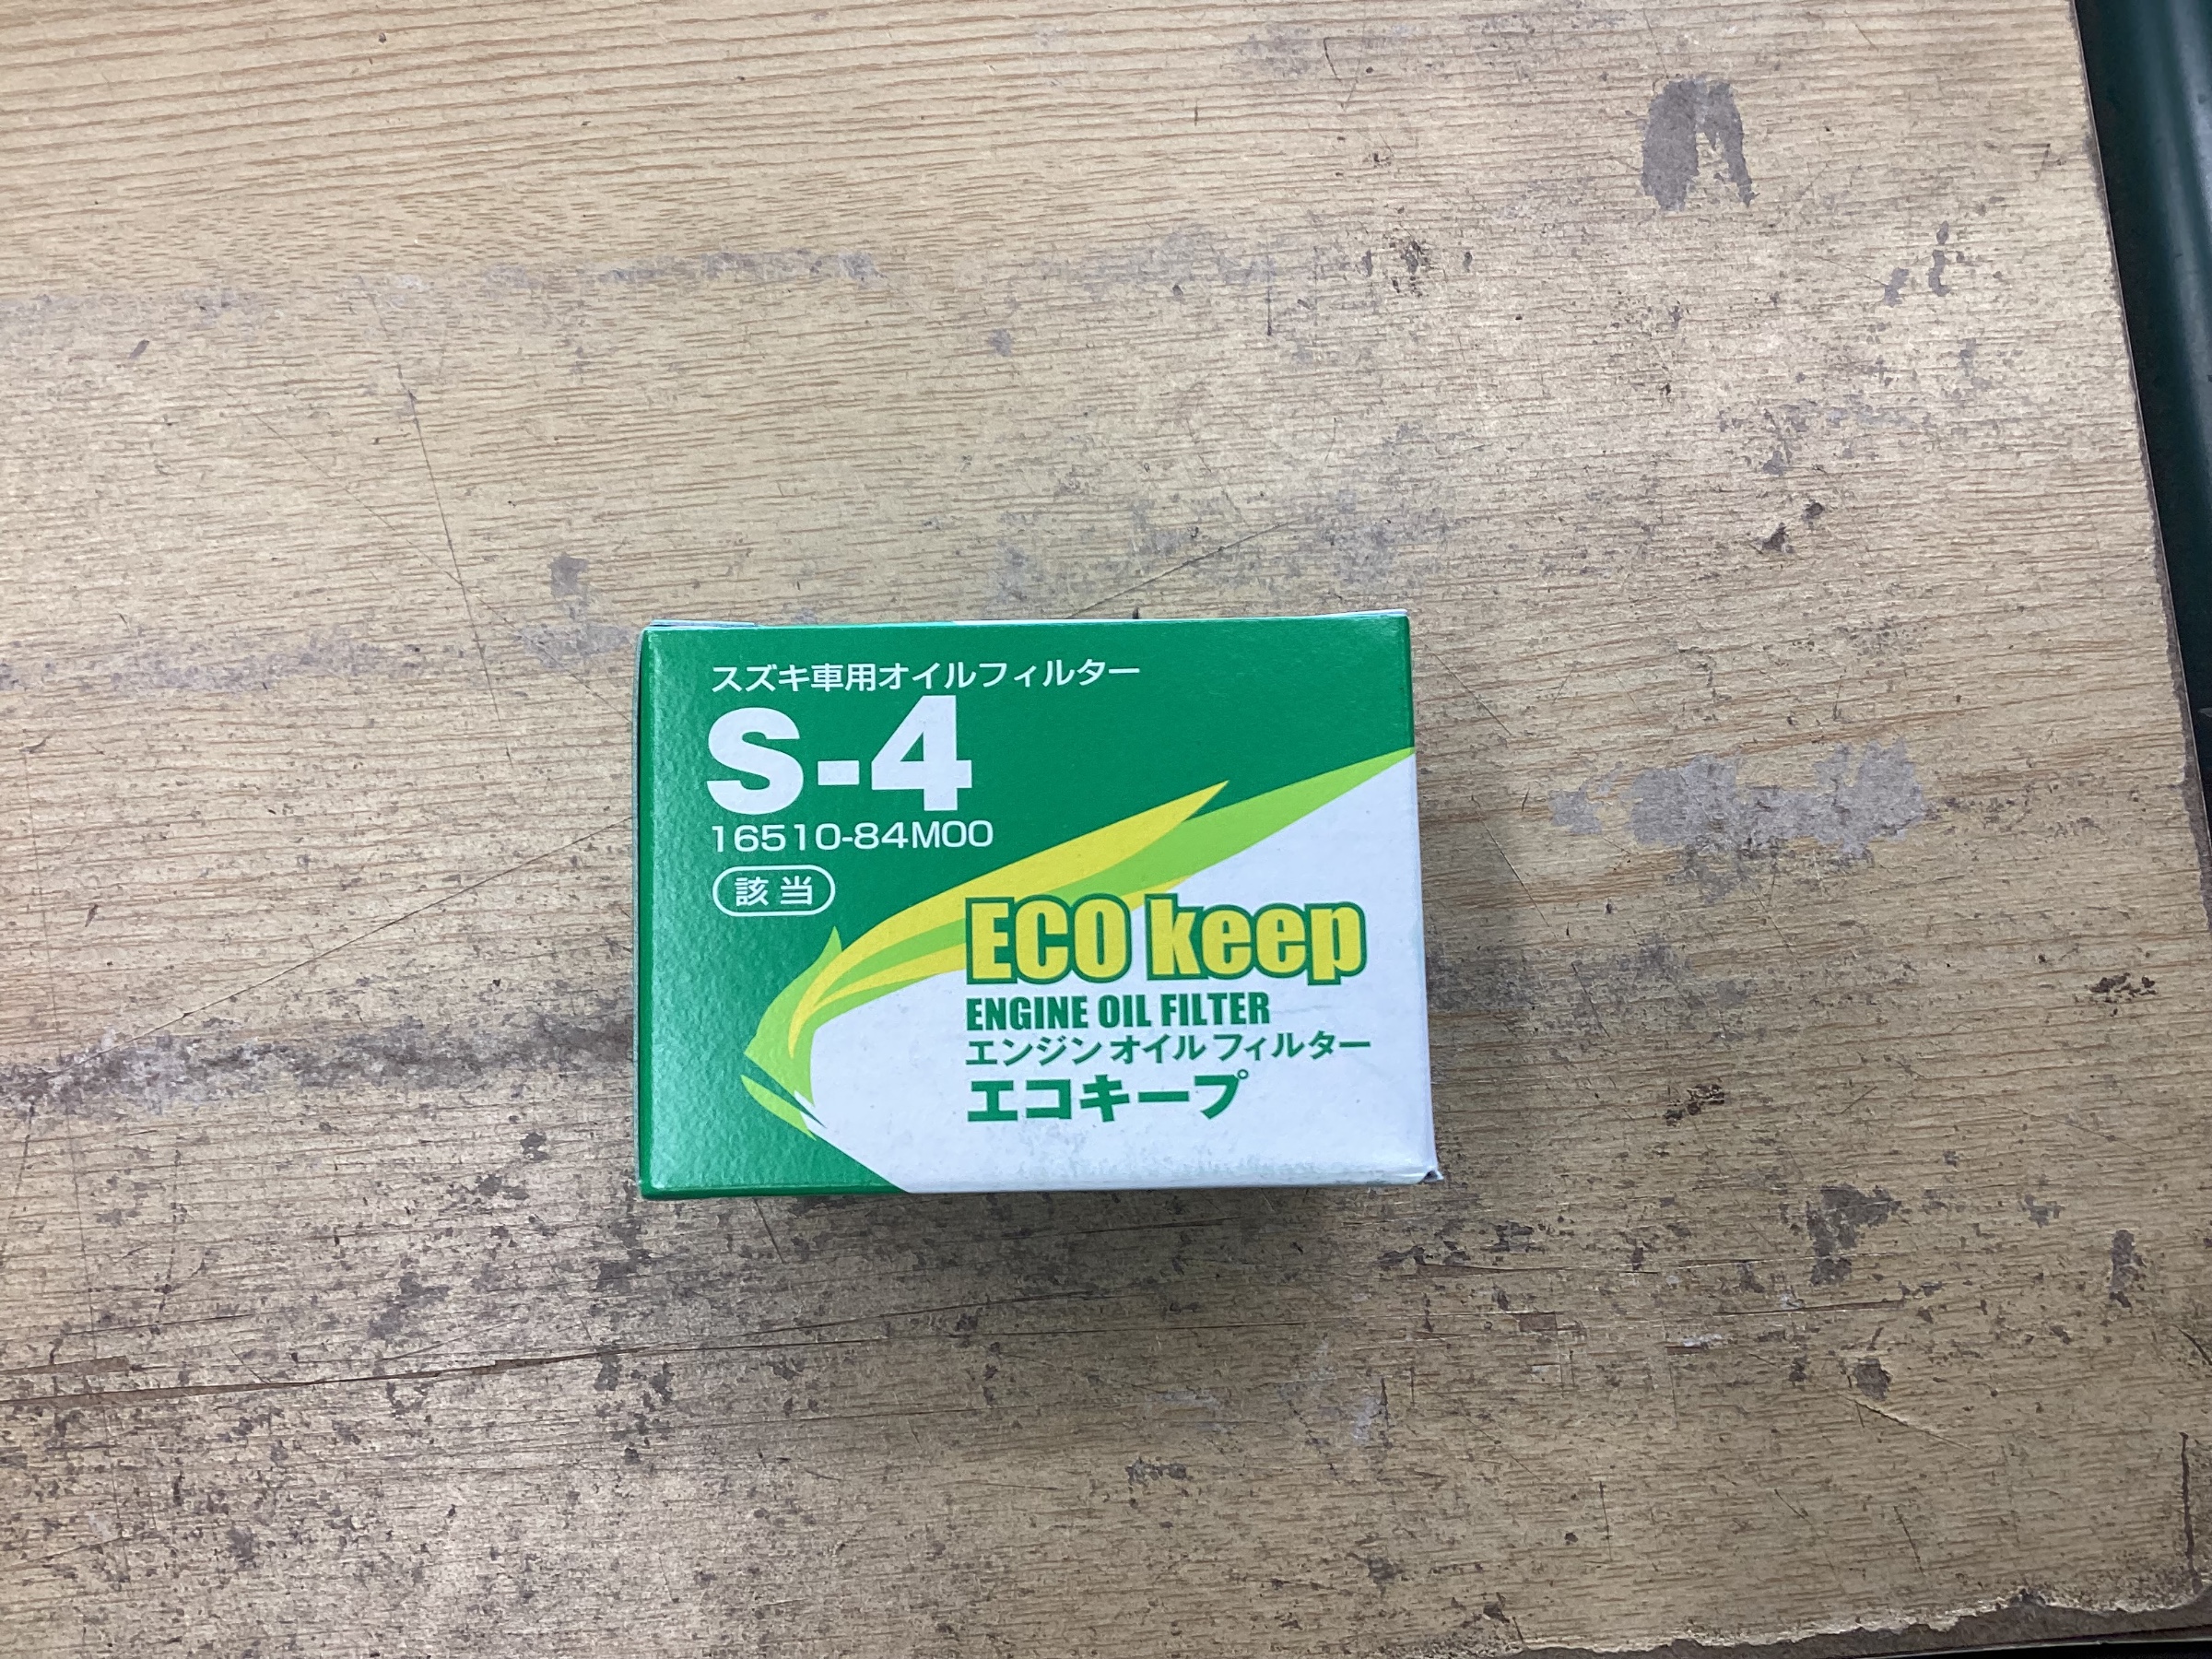 スズキ車用オイルフィルター
S-4
16510-84M00
該当
ECO keep
ENGINE OIL FILTER
エンジンオイルフィルター
エコキープ